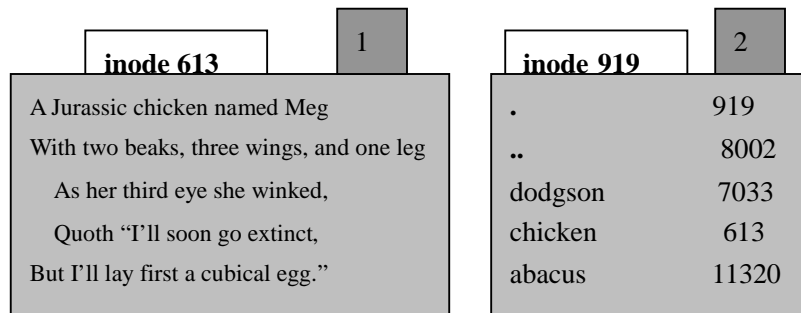 inode 613 1
A Jurassic chicken named Meg
With two beaks, three wings, and one leg
As her third eye she winked,
Quoth “I’ll soon go extinct,
But I’ll lay first a cubical egg.”
inode 919 2
. 919
.. 8002
dodgson 7033
chicken 613
abacus 11320